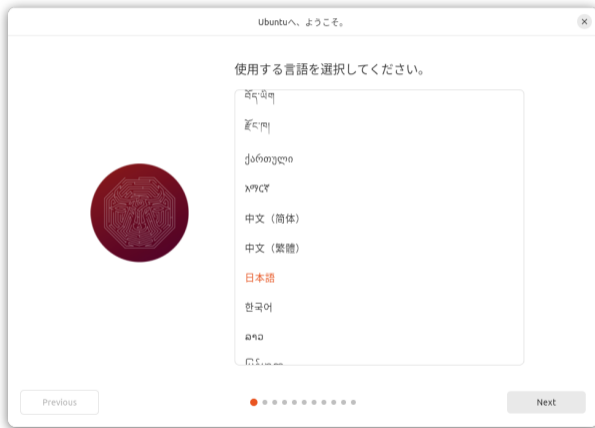 Ubuntuへ、ようこそ。
使用する言語を選択してください。
བོད་ཡིག
རྫོང་ཁ།
ქართული
አማርኛ
中文（简体）
中文（繁體）
日本語
한국어
ລາວ
Previous
Next